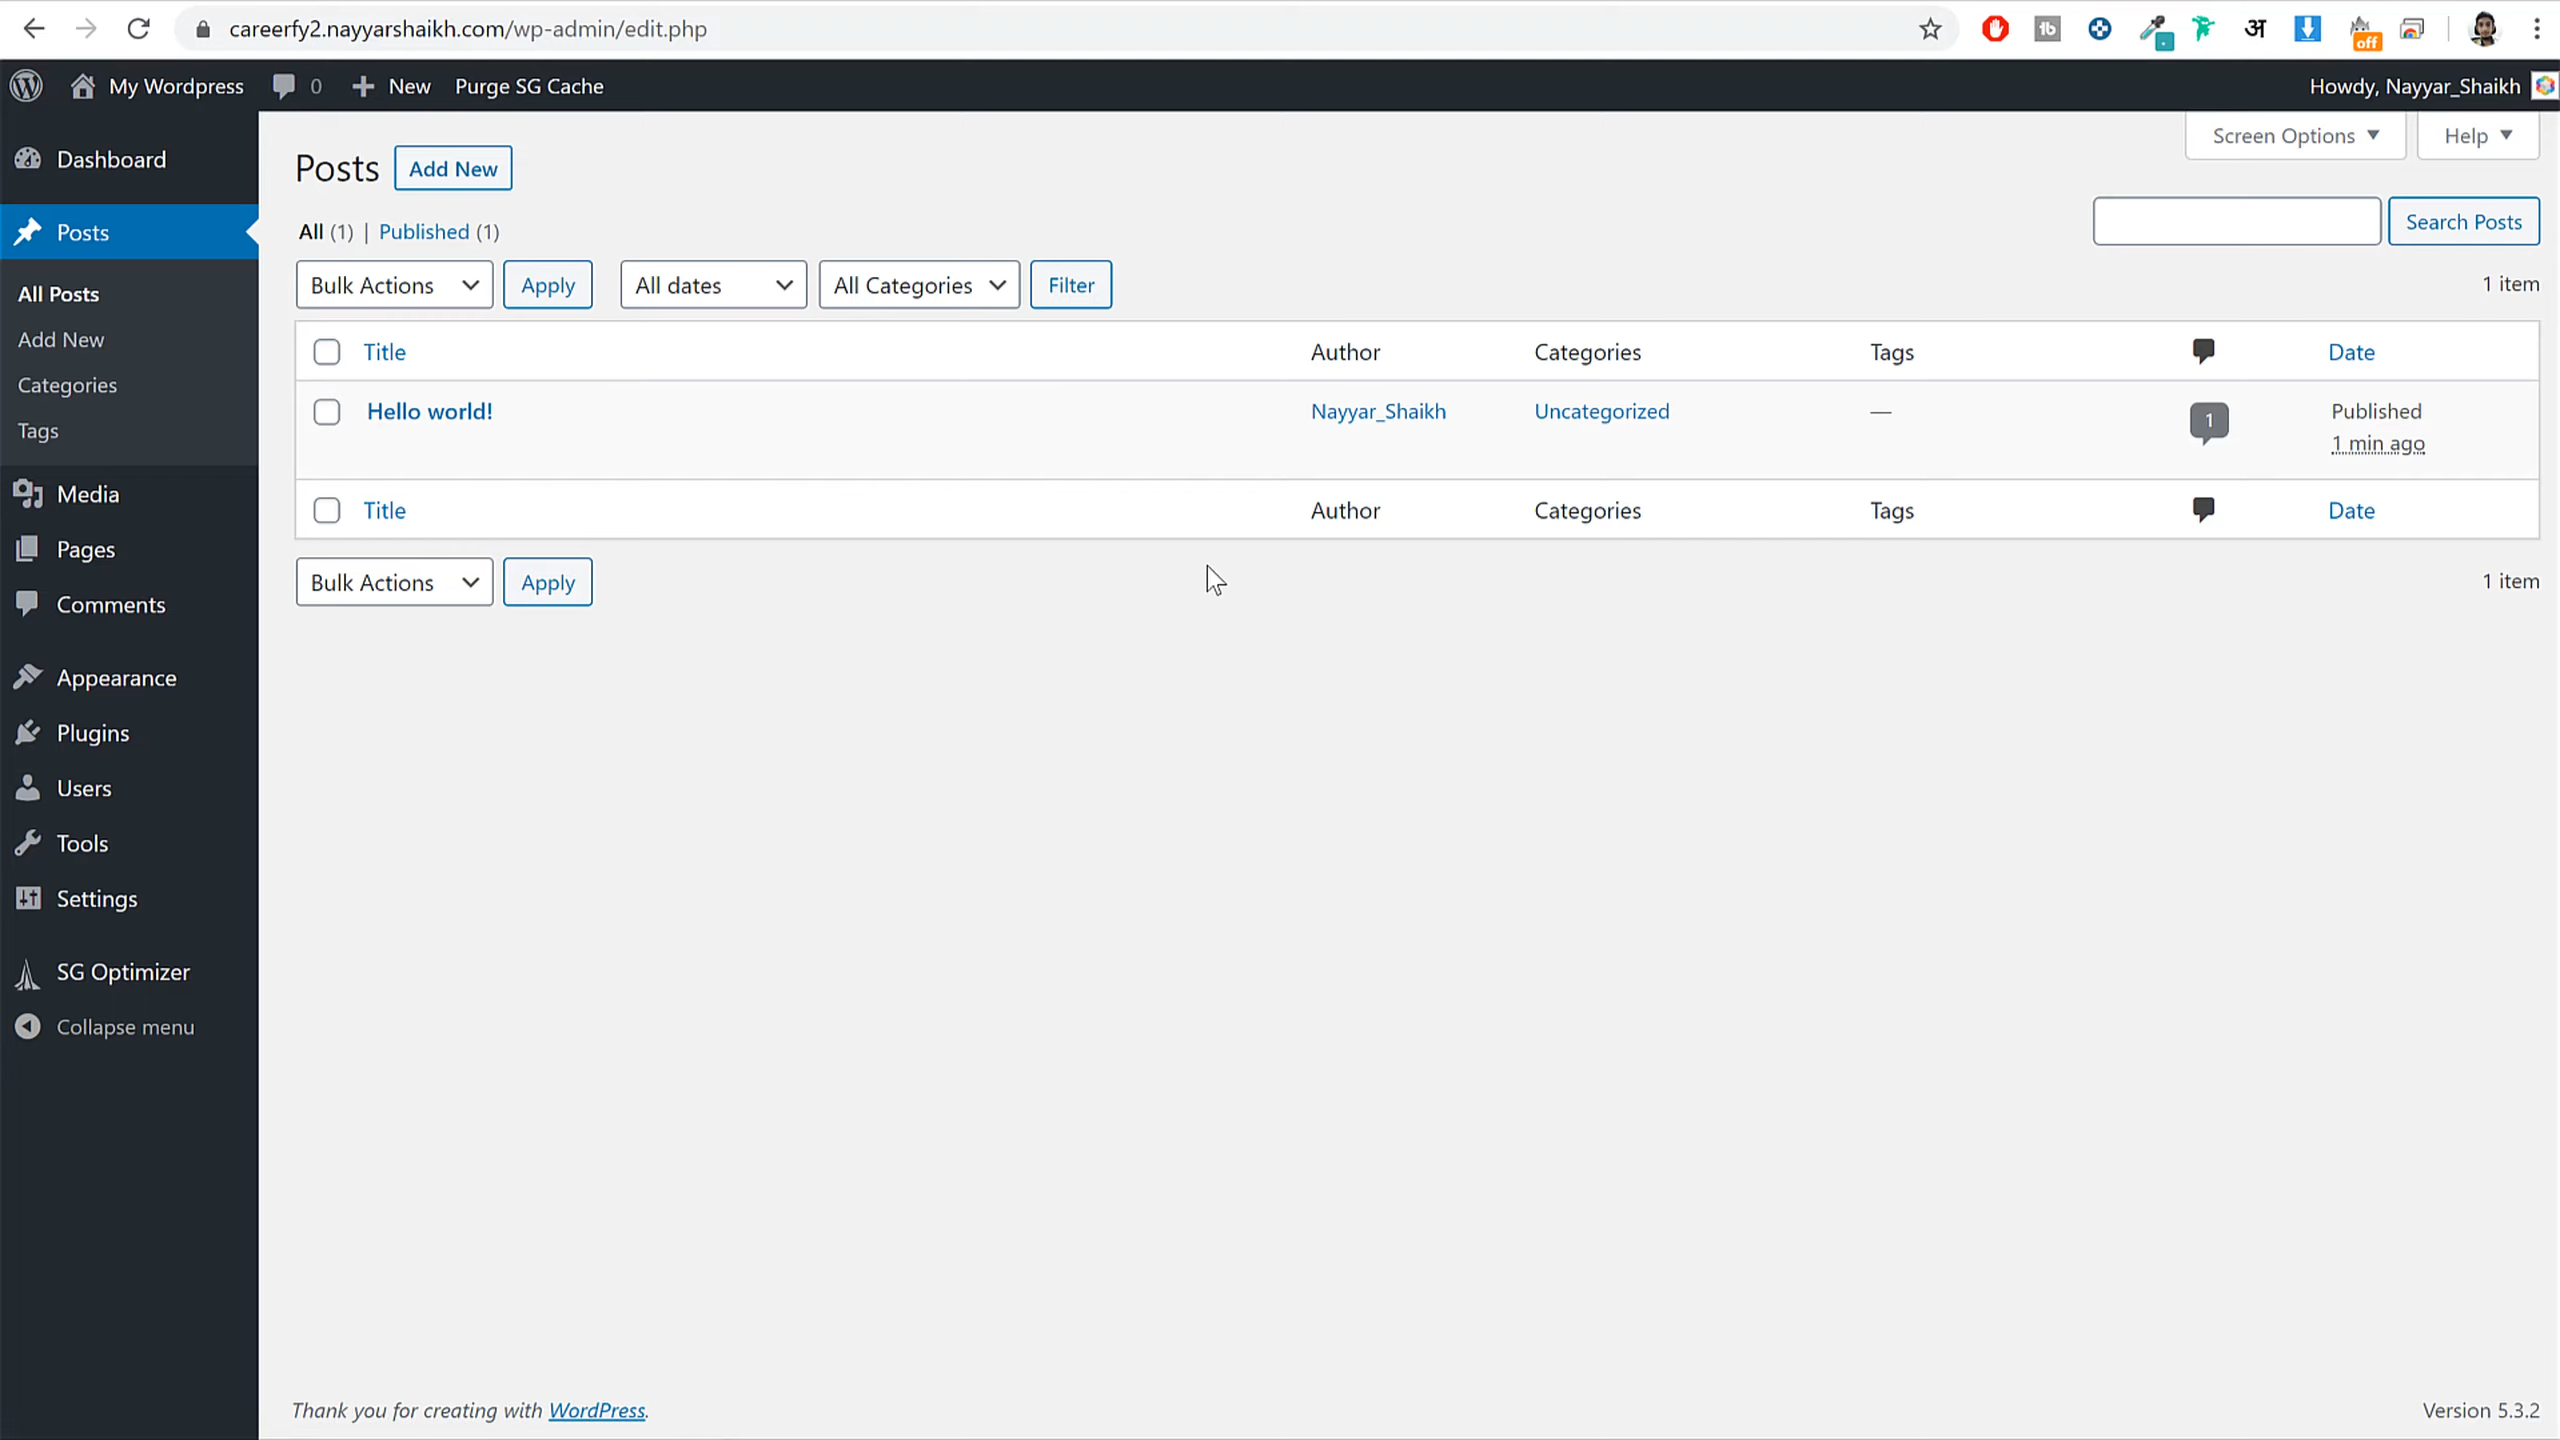 careerfy2.nayyarshaikh.com/wp-admin/edit.php
off
My Wordpress 0 New Purge SG Cache Howdy, Nayyar_Shaikh
Screen Options Help
Dashboard
Posts
All Posts
Add New
Categories
Tags
Media
Pages
Comments
Appearance
Plugins
Users
Tools
Settings
SG Optimizer
Collapse menu
Posts Add New
All (1) | Published (1)
Search Posts
Bulk Actions Apply All dates All Categories Filter 1 item
Title Author Categories Tags Date
Hello world! Nayyar_Shaikh Uncategorized — 1 Published
1 min ago
Title Author Categories Tags Date
Bulk Actions Apply 1 item
Thank you for creating with WordPress. Version 5.3.2